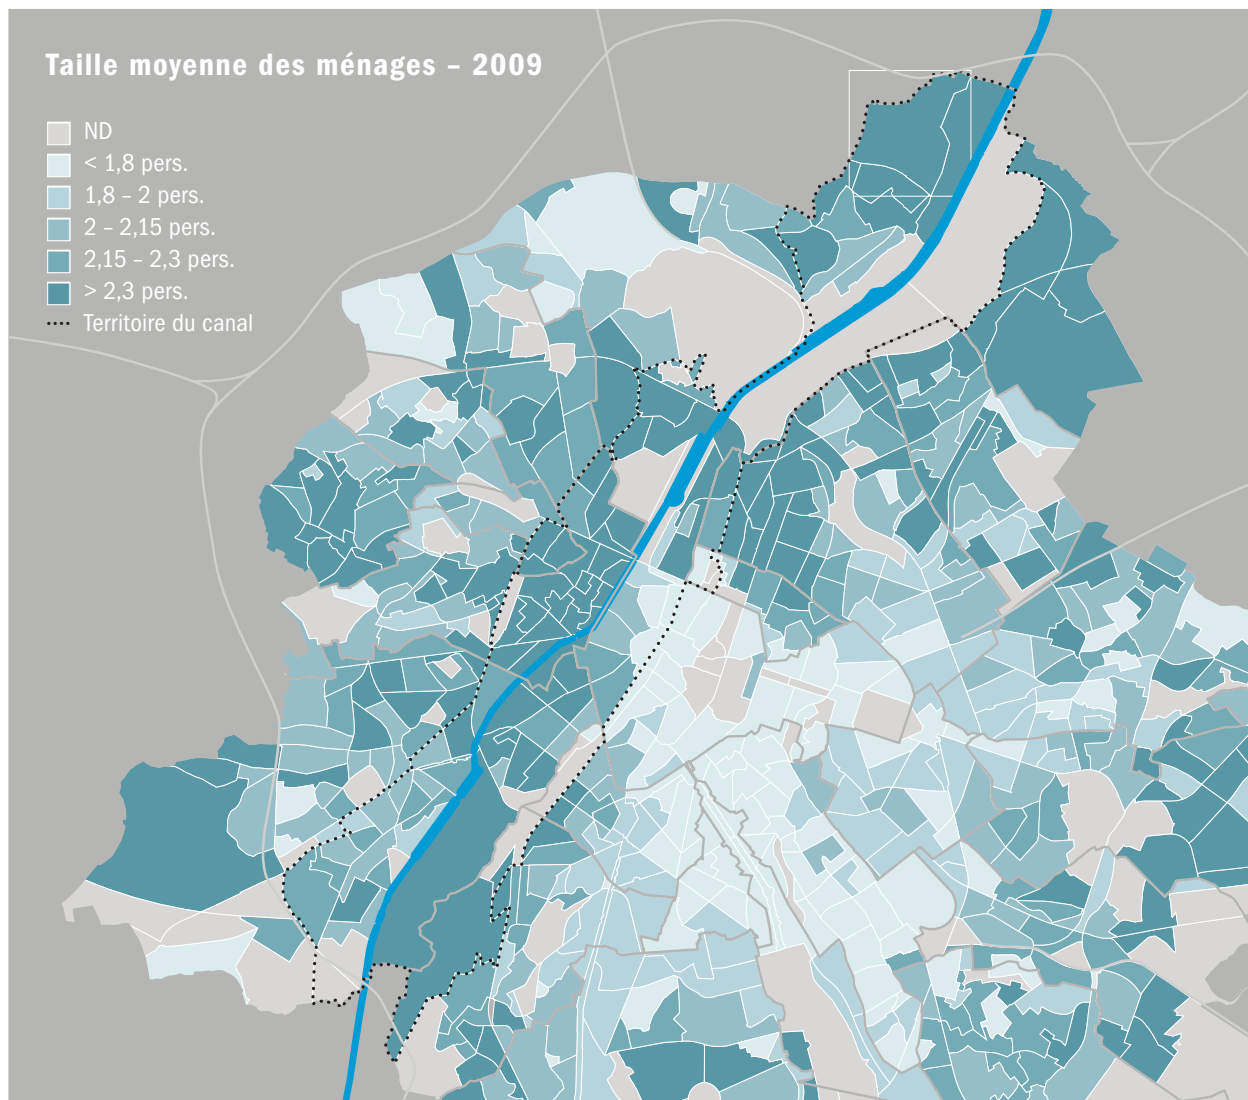 Taille moyenne des ménages – 2009
ND
< 1,8 pers.
1,8 – 2 pers.
2 – 2,15 pers.
2,15 – 2,3 pers.
> 2,3 pers.
Territoire du canal